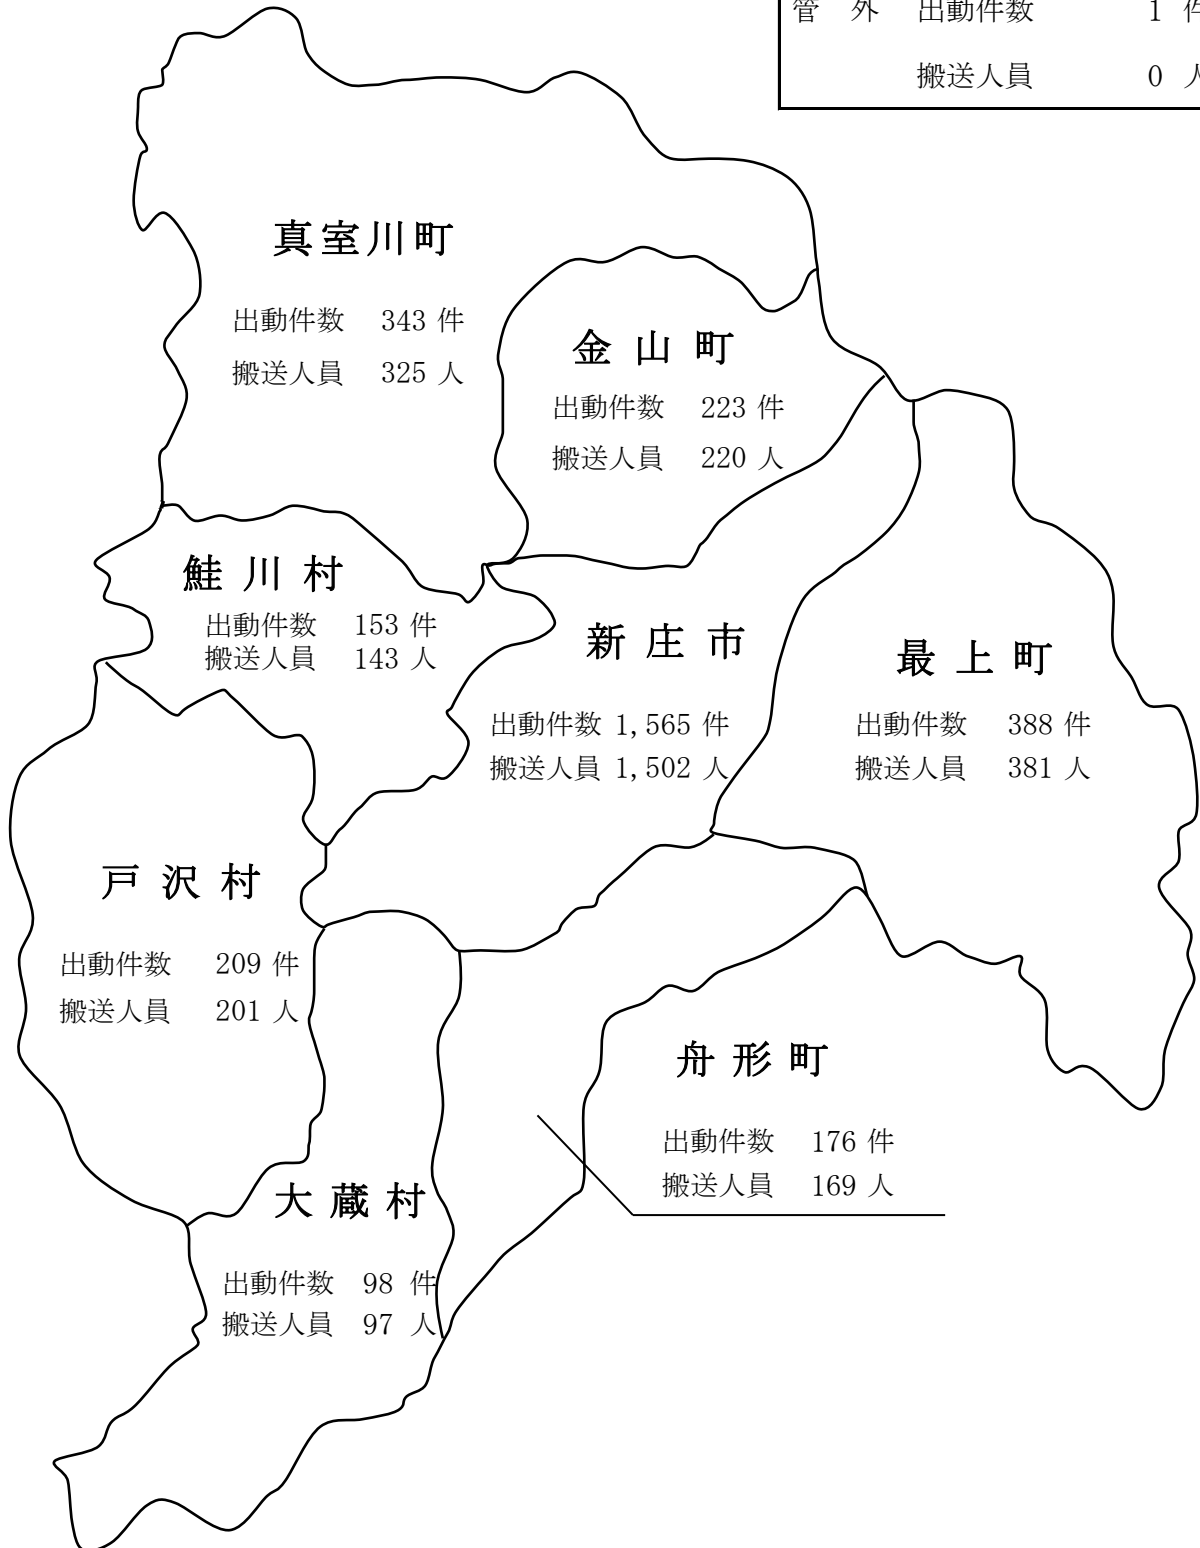 管 外 出動件数 1 件
搬送人員 0 人
真室川町
出動件数 343 件
搬送人員 325 人
金山町
出動件数 223 件
搬送人員 220 人
鮭川村
出動件数 153 件
搬送人員 143 人
新庄市
出動件数 1,565 件
搬送人員 1,502 人
最上町
出動件数 388 件
搬送人員 381 人
戸沢村
出動件数 209 件
搬送人員 201 人
舟形町
出動件数 176 件
搬送人員 169 人
大蔵村
出動件数 98 件
搬送人員 97 人